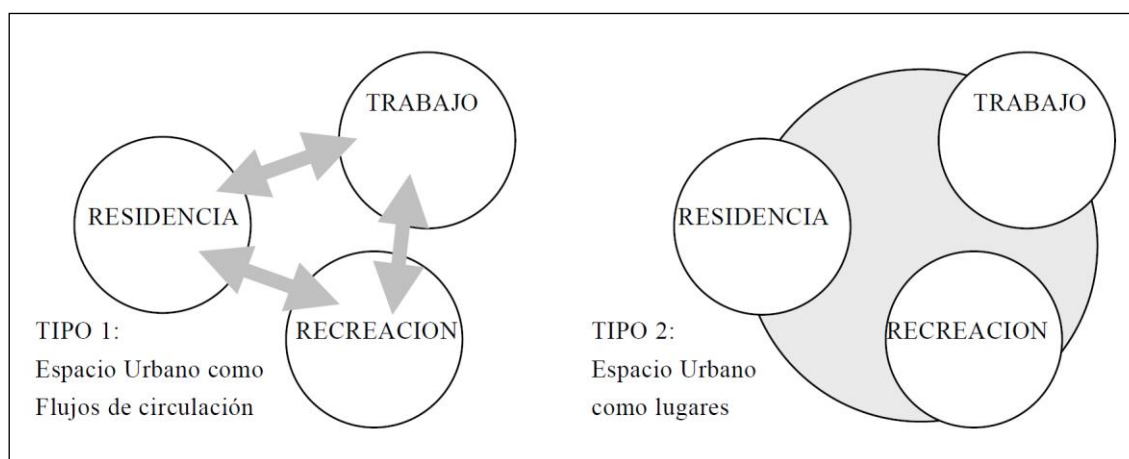 TRABAJO
RESIDENCIA
RECREACION
TIPO 1:
Espacio Urbano como
Flujos de circulación
TRABAJO
RESIDENCIA
RECREACION
TIPO 2:
Espacio Urbano
como lugares